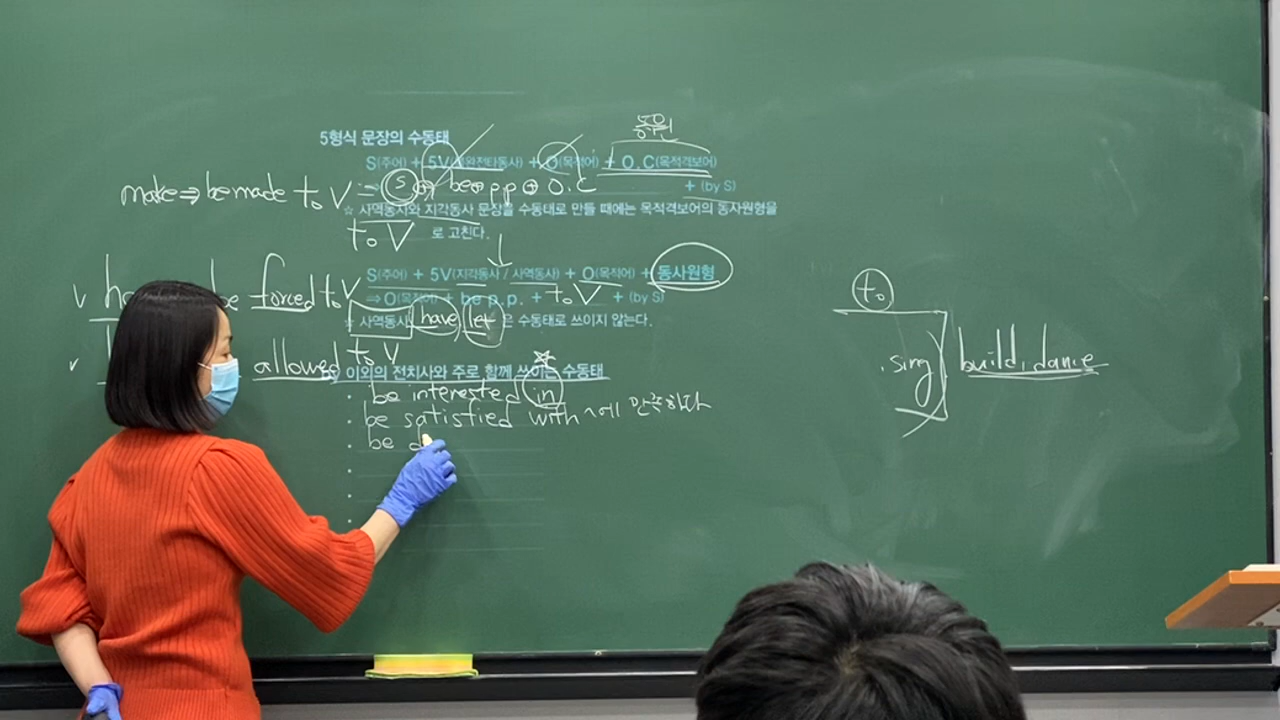 5형식 문장의 수동태
동사원형
S(주어) + 5V(불완전타동사) + O(목적어) + O.C(목적격보어)
make ⇒ be made to V = S be p.p O.C + (by S)
☆ 사역동사와 지각동사 문장을 수동태로 만들 때에는 목적격보어의 동사원형을
to V 로 고친다.
S(주어) + 5V(지각동사 / 사역동사) + O(목적어) + 동사원형
be forced to V ⇒ O(목적어) + be p.p. + to V + (by S)
☆ 사역동사 have let 은 수동태로 쓰이지 않는다.
allowed to V
이외의 전치사와 주로 함께 쓰이는 수동태
· be interested in
· be satisfied with ~에 만족하다
· be
to
sing build, dance